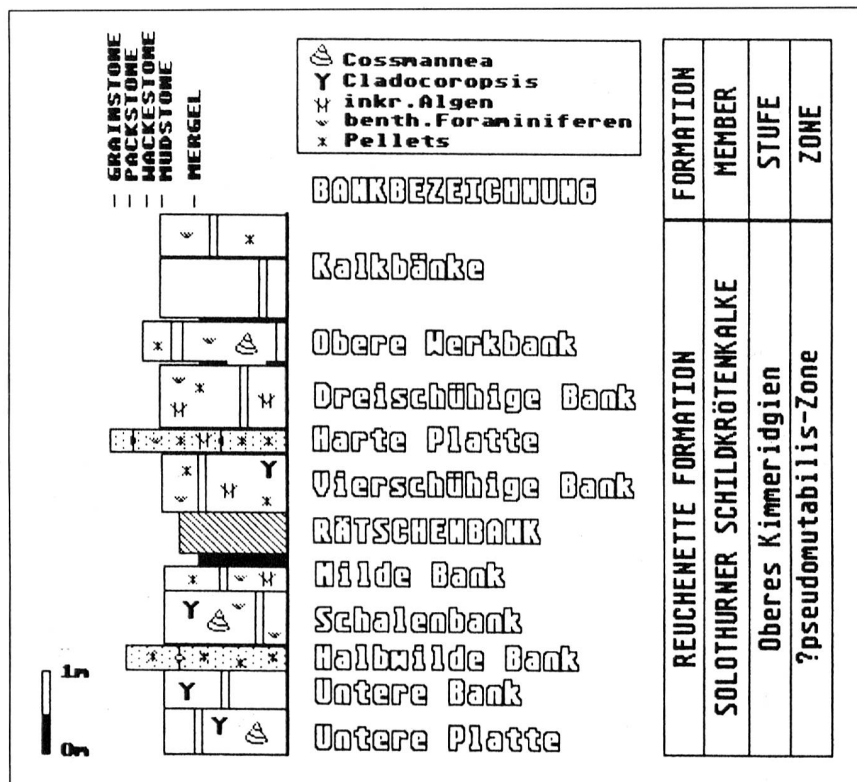 GRAINSTONE
PACKSTONE
WACKESTONE
MUDSTONE
MERGEL
Cossmannea
Cladocoropsis
inkr.Algen
benth.Foraminiferen
Pellets
BANKBEZEICHNUNG
FORMATION
MEMBER
STUFE
ZONE
Kalkbänke
Obere Werkbank
Dreischühige Bank
Harte Platte
Vierschühige Bank
RÄTSCHENBANK
Wilde Bank
Schalenbank
Halbwilde Bank
Untere Bank
Untere Platte
1m
0m
REUCHENETTE FORMATION
SOLOTHURNER SCHILDKRÖTENKALKE
Oberes Kimmeridgien
?pseudomutabilis-Zone